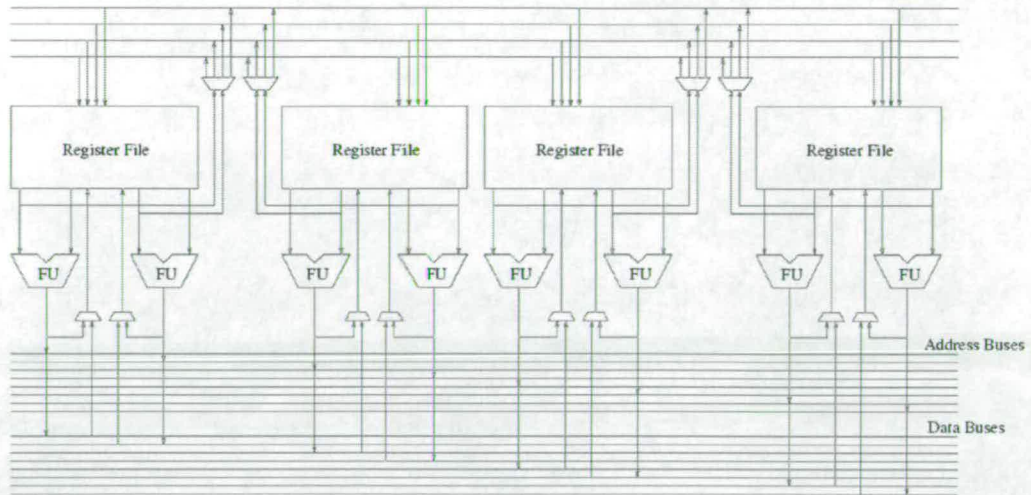 Register File
Register File
Register File
Register File
FU
FU
FU
FU
FU
FU
FU
FU
Address Buses
Data Buses